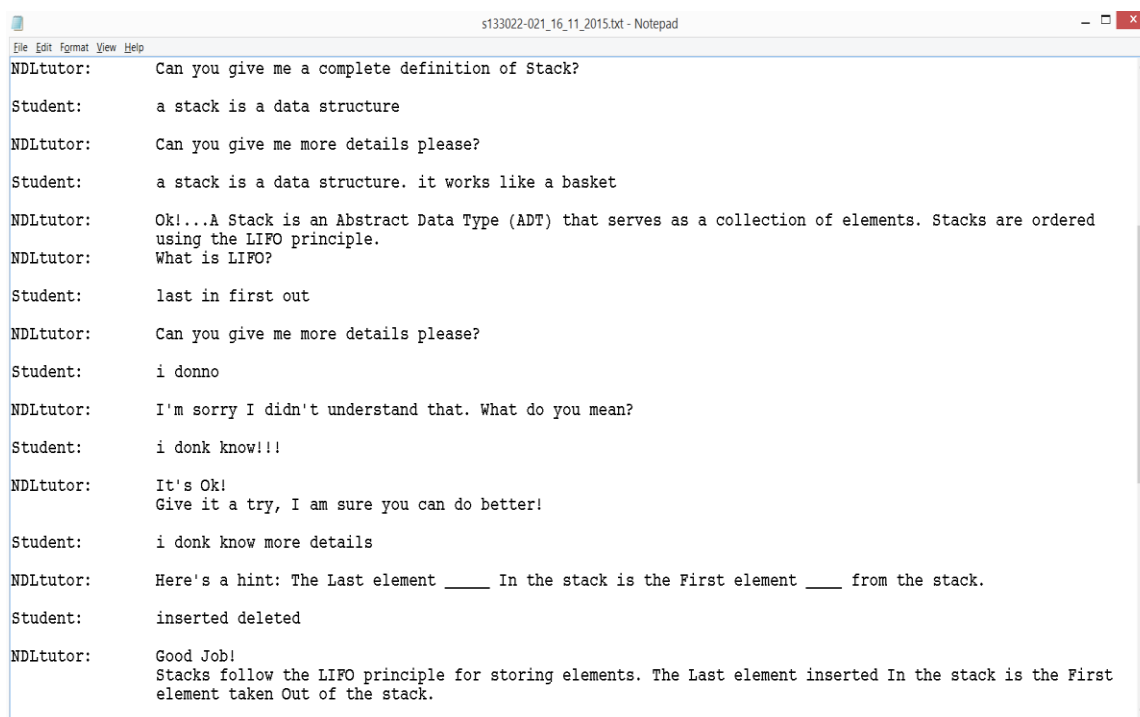 s133022-021_16_11_2015.txt - Notepad
File Edit Format View Help
NDLtutor: Can you give me a complete definition of Stack?
Student: a stack is a data structure
NDLtutor: Can you give me more details please?
Student: a stack is a data structure. it works like a basket
NDLtutor: Ok!...A Stack is an Abstract Data Type (ADT) that serves as a collection of elements. Stacks are ordered
using the LIFO principle.
NDLtutor: What is LIFO?
Student: last in first out
NDLtutor: Can you give me more details please?
Student: i donno
NDLtutor: I'm sorry I didn't understand that. What do you mean?
Student: i donk know!!!
NDLtutor: It's Ok!
Give it a try, I am sure you can do better!
Student: i donk know more details
NDLtutor: Here's a hint: The Last element _____ In the stack is the First element ____ from the stack.
Student: inserted deleted
NDLtutor: Good Job!
Stacks follow the LIFO principle for storing elements. The Last element inserted In the stack is the First
element taken Out of the stack.